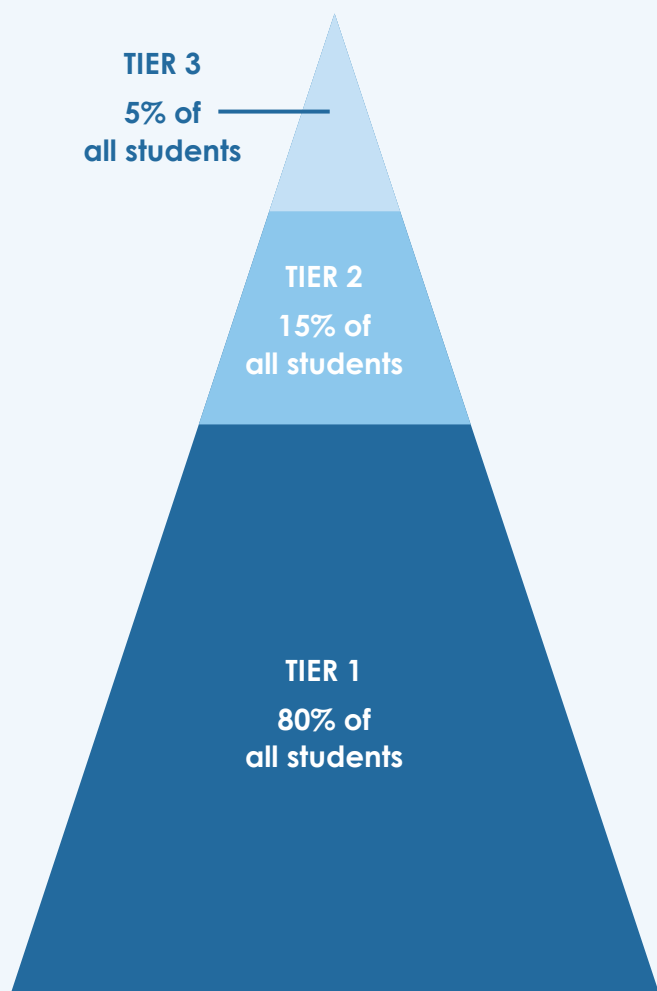 TIER 3
5% of
all students
TIER 2
15% of
all students
TIER 1
80% of
all students